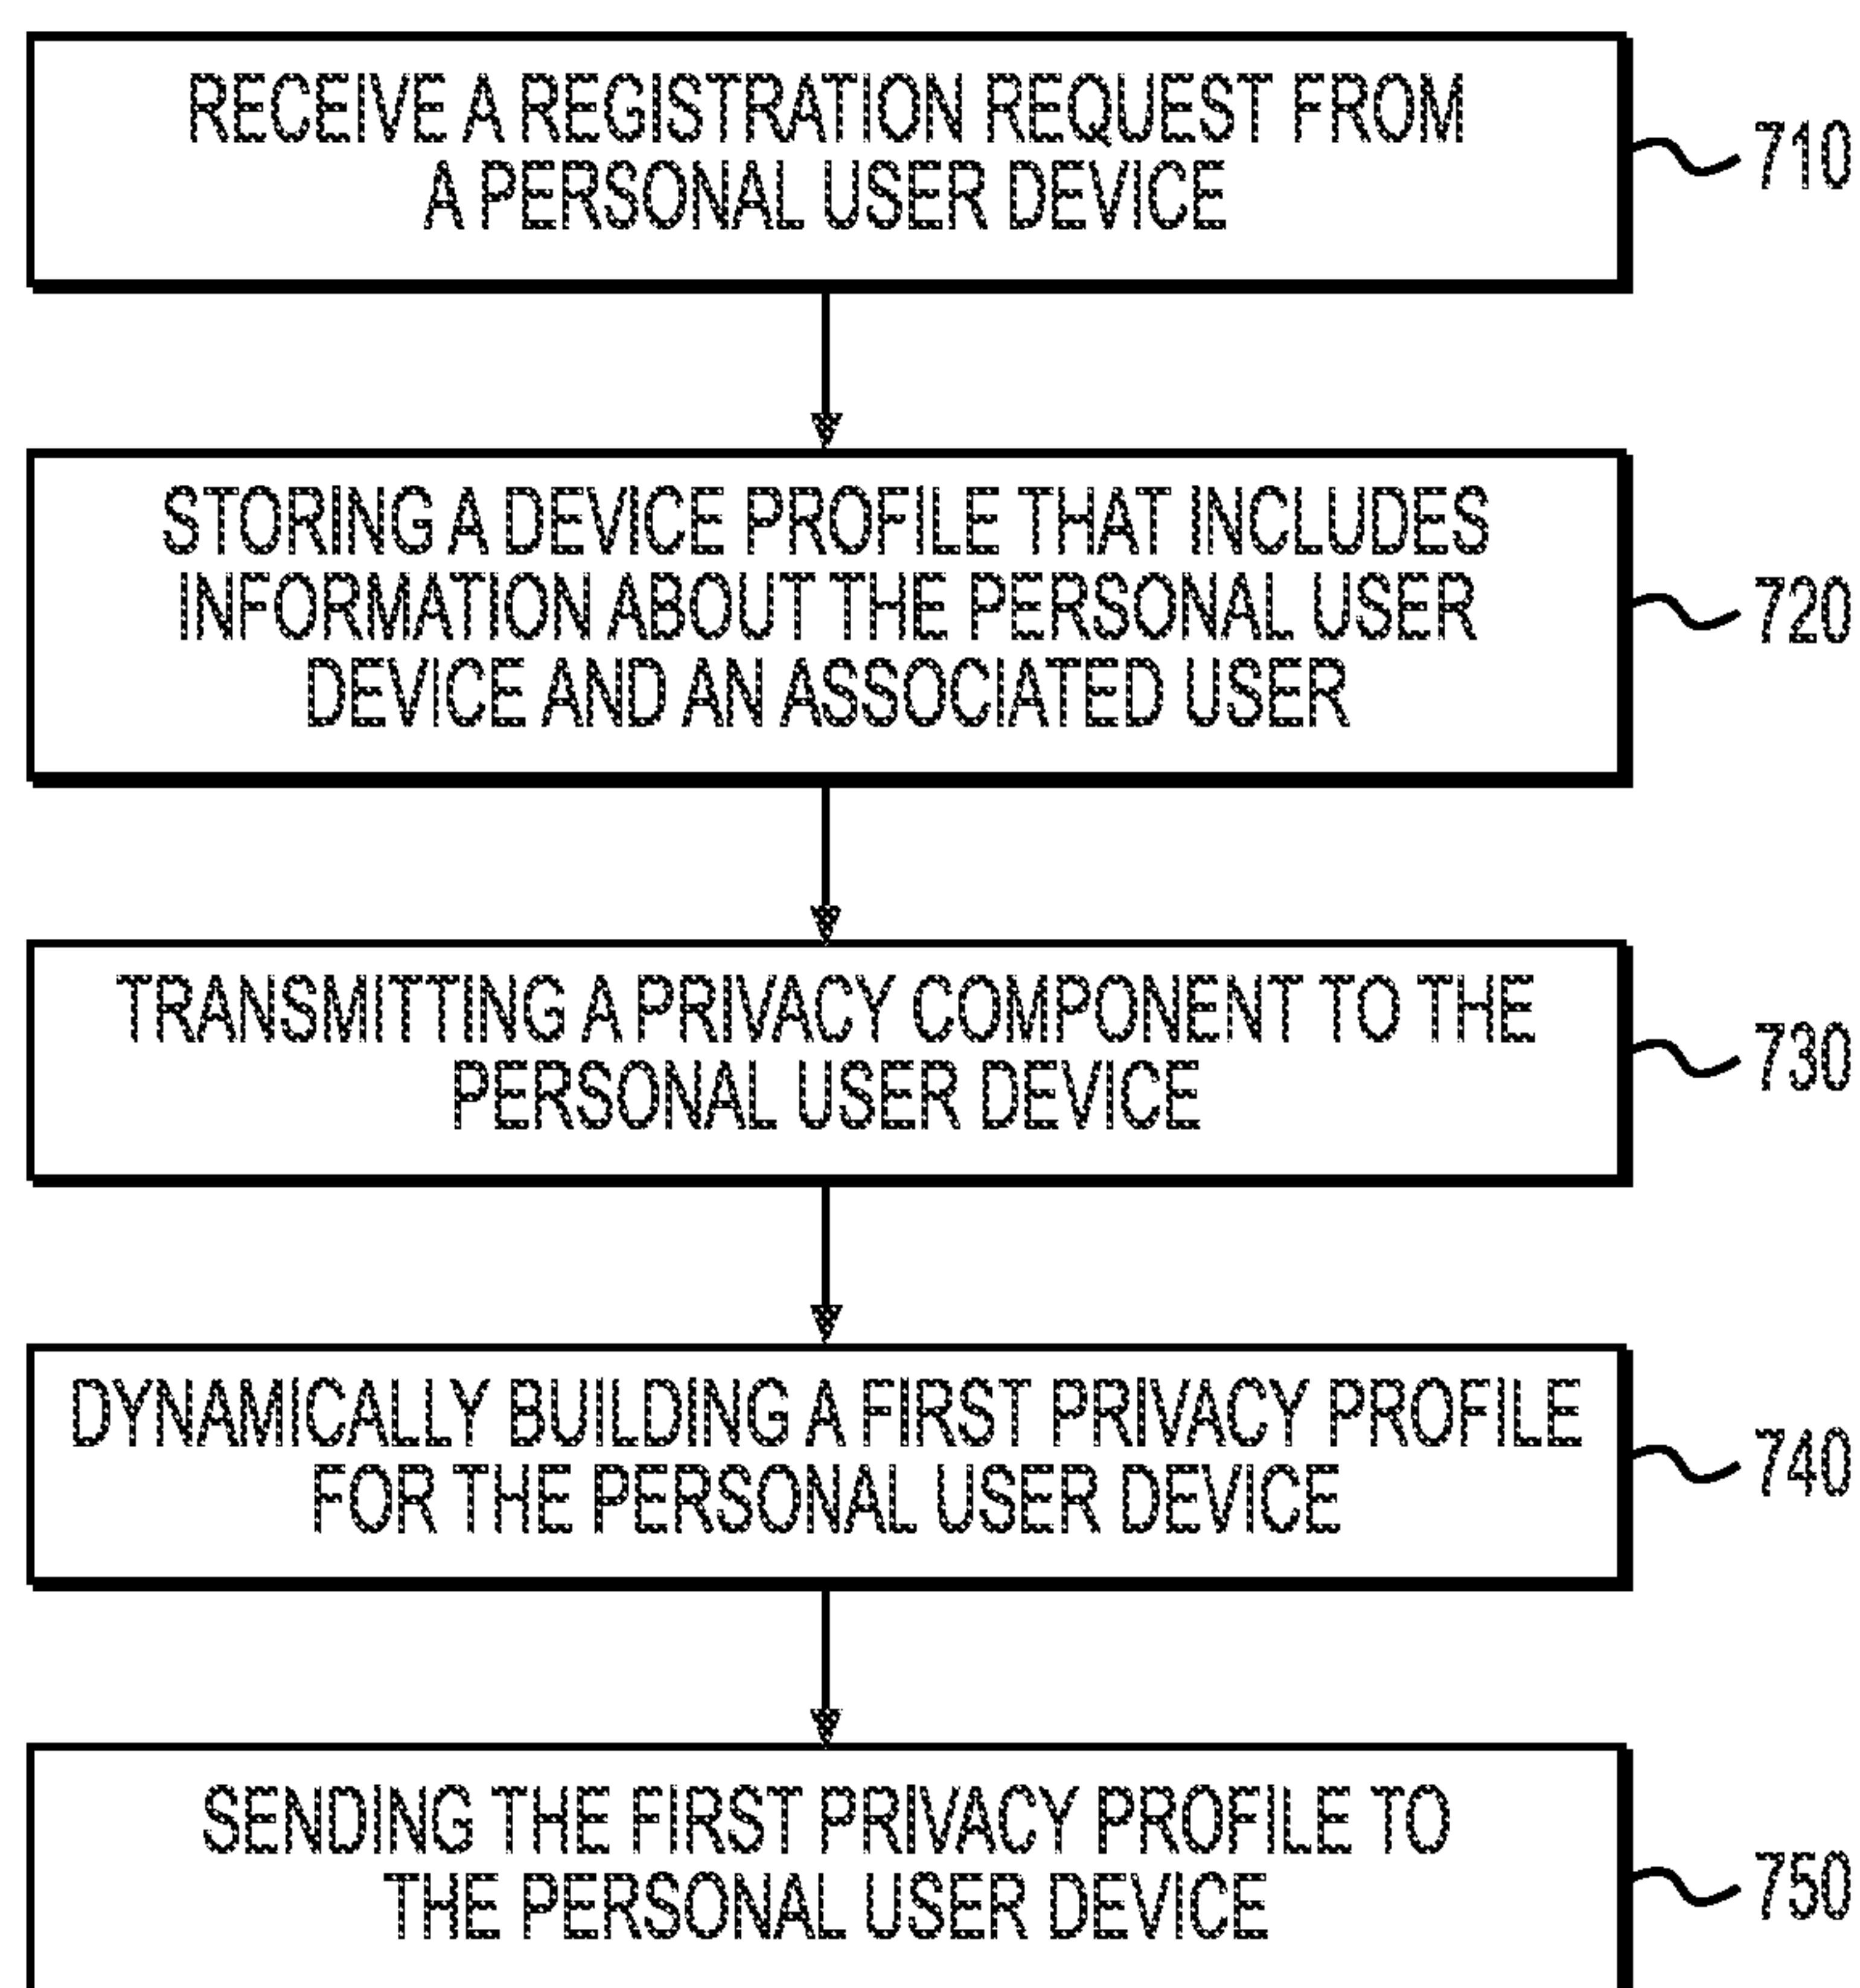 RECEIVE A REGISTRATION REQUEST FROM
A PERSONAL USER DEVICE
710
STORING A DEVICE PROFILE THAT INCLUDES
INFORMATION ABOUT THE PERSONAL USER
DEVICE AND AN ASSOCIATED USER
720
TRANSMITTING A PRIVACY COMPONENT TO THE
PERSONAL USER DEVICE
730
DYNAMICALLY BUILDING A FIRST PRIVACY PROFILE
FOR THE PERSONAL USER DEVICE
740
SENDING THE FIRST PRIVACY PROFILE TO
THE PERSONAL USER DEVICE
750